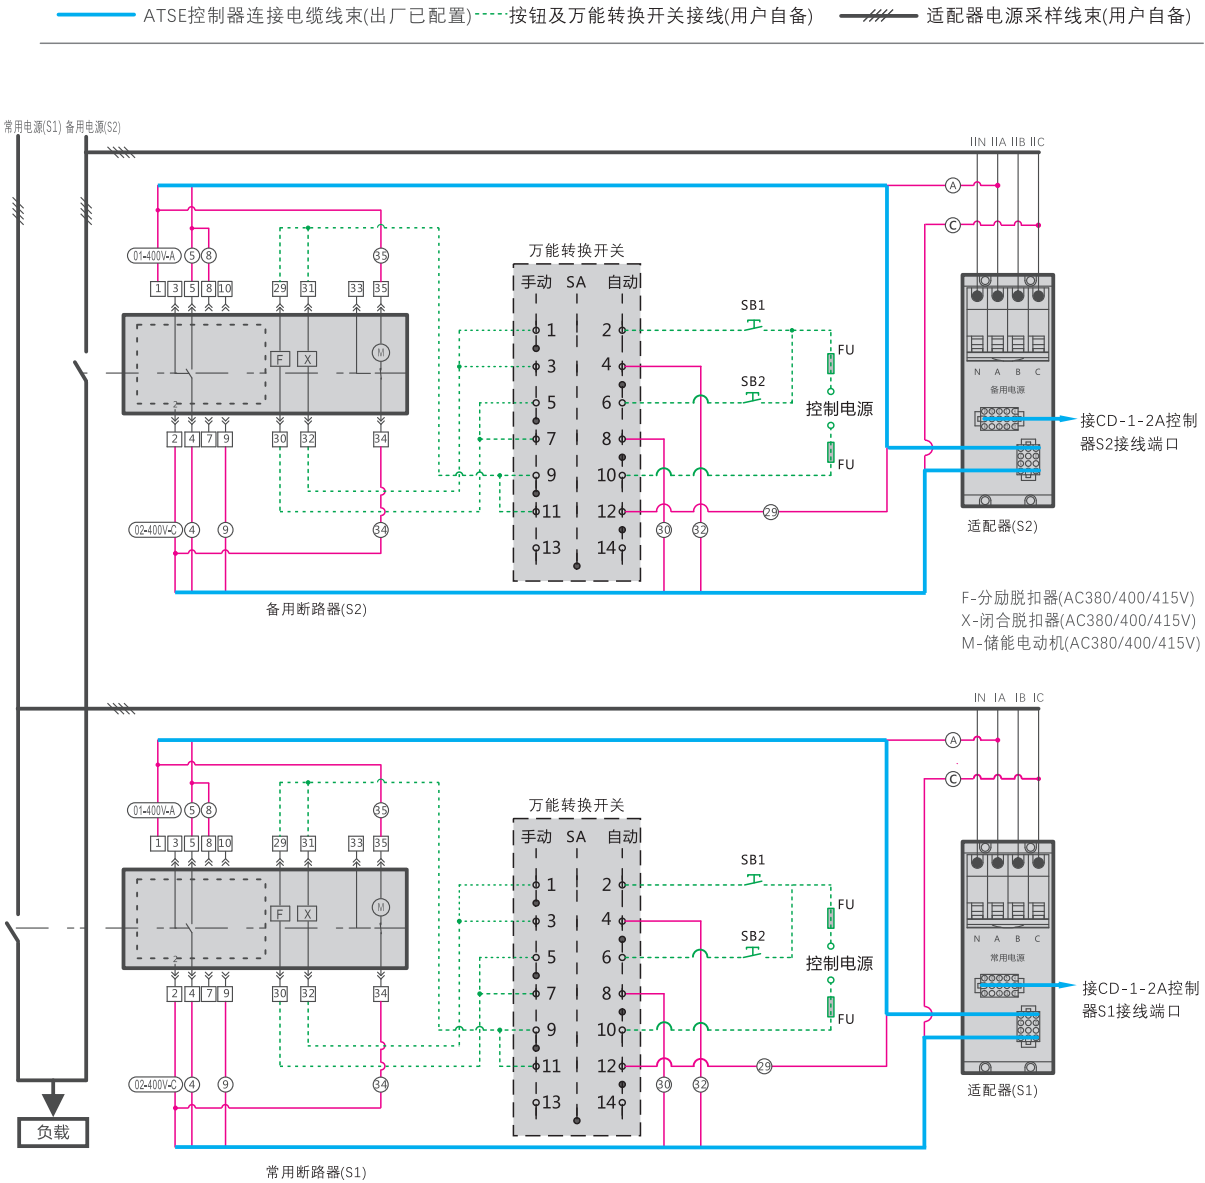 ATSE控制器连接电缆线束(出厂已配置) 按钮及万能转换开关接线(用户自备) 适配器电源采样线束(用户自备)
常用电源(S1) 备用电源(S2)
IIN IIA IIB IIC
A
C
万能转换开关
01-400V-A 5 8 35
手动 SA 自动
1 3 5 8 10 29 31 33 35
SB1
1 2
FU
F X M
3 4
N A B C
SB2
备用电源
2
5 6
控制电源
接CD-1-2A控制
器S2接线端口
2 4 7 9 30 32 34
7 8
FU
9 10
11 12
29
02-400V-C 4 9 34
30 32
适配器(S2)
13 14
备用断路器(S2)
F-分励脱扣器(AC380/400/415V)
X-闭合脱扣器(AC380/400/415V)
M-储能电动机(AC380/400/415V)
IN IA IB IC
A
C
万能转换开关
01-400V-A 5 8 35
手动 SA 自动
1 3 5 8 10 29 31 33 35
SB1
1 2
FU
F X M
3 4
N A B C
SB2
常用电源
2
5 6
控制电源
接CD-1-2A控制
器S1接线端口
2 4 7 9 30 32 34
7 8
FU
9 10
11 12
29
02-400V-C 4 9 34
30 32
适配器(S1)
13 14
负载
常用断路器(S1)